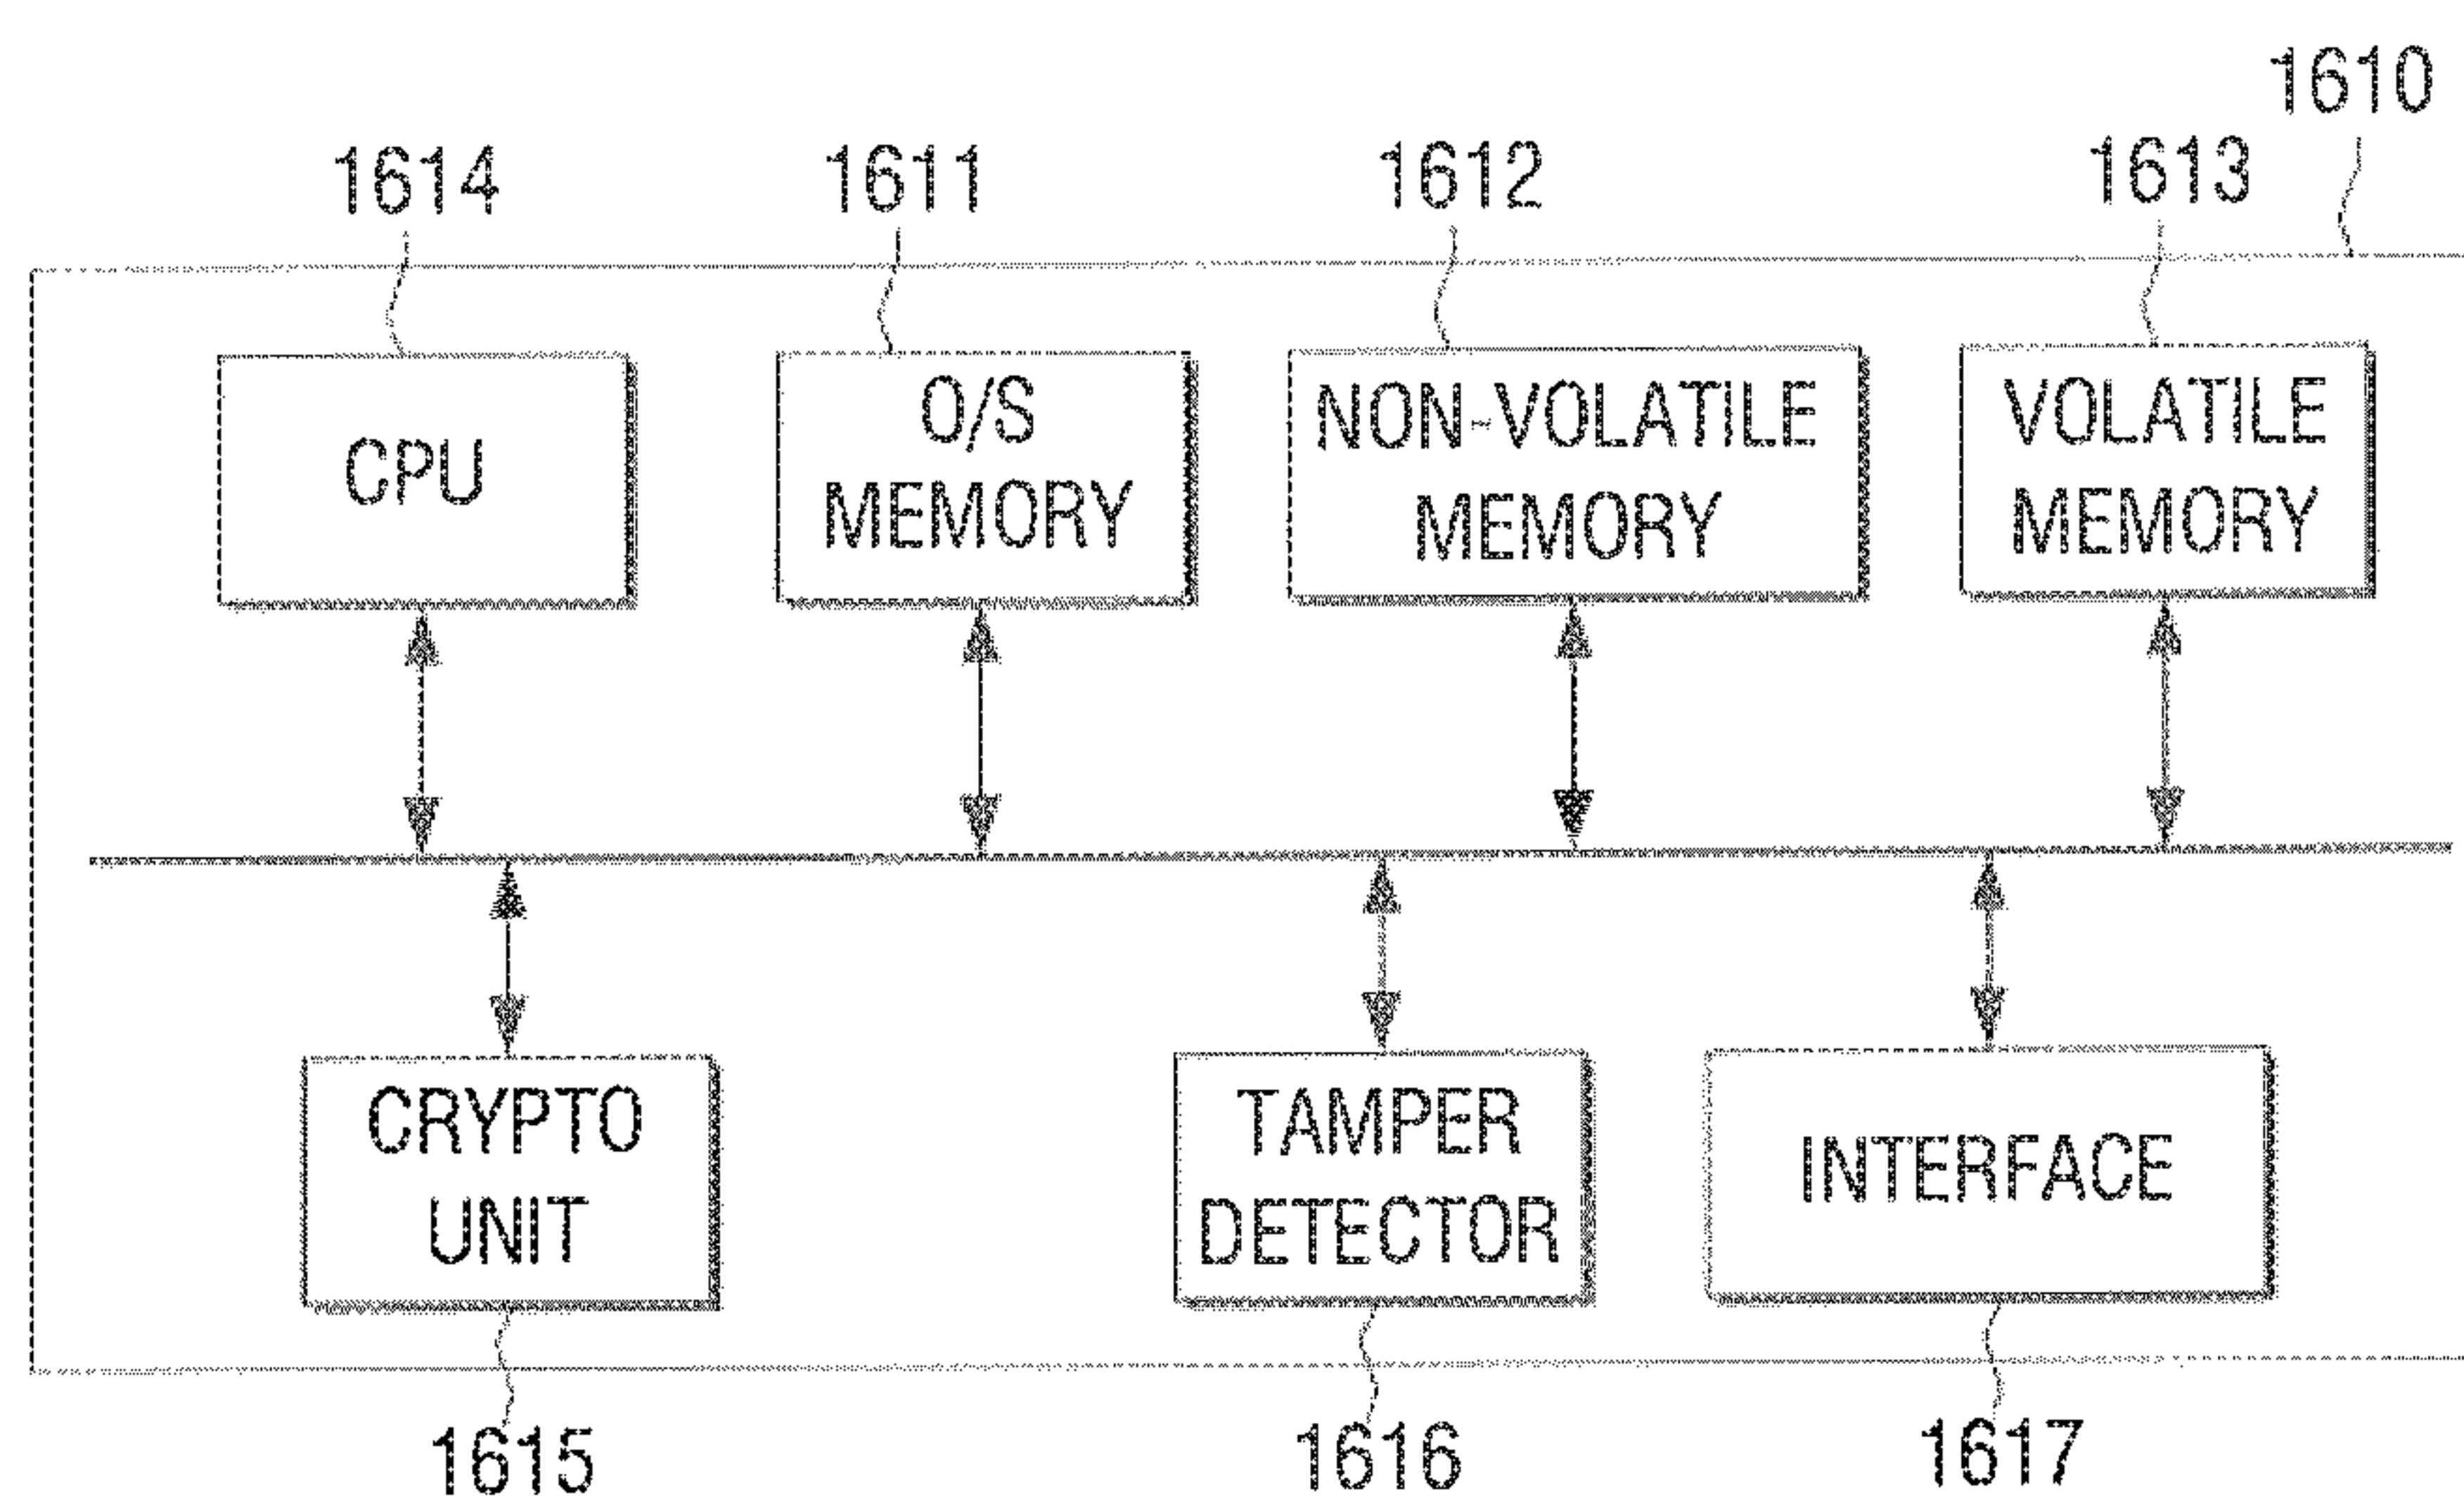 1610
1614
1611
1612
1613
CPU
O/S
MEMORY
NON-VOLATILE
MEMORY
VOLATILE
MEMORY
CRYPTO
UNIT
TAMPER
DETECTOR
INTERFACE
1615
1616
1617